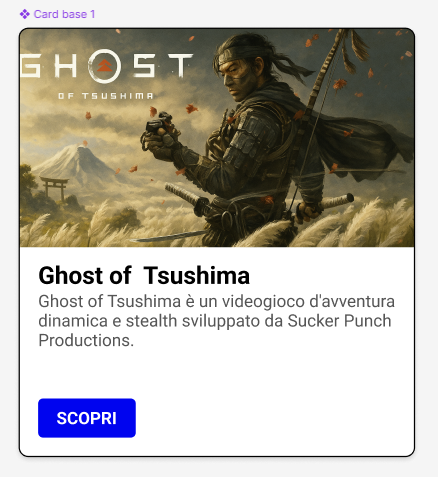 Card base 1
GHOST
OF TSUSHIMA
Ghost of  Tsushima
Ghost of Tsushima è un videogioco d'avventura
dinamica e stealth sviluppato da Sucker Punch
Productions.
SCOPRI